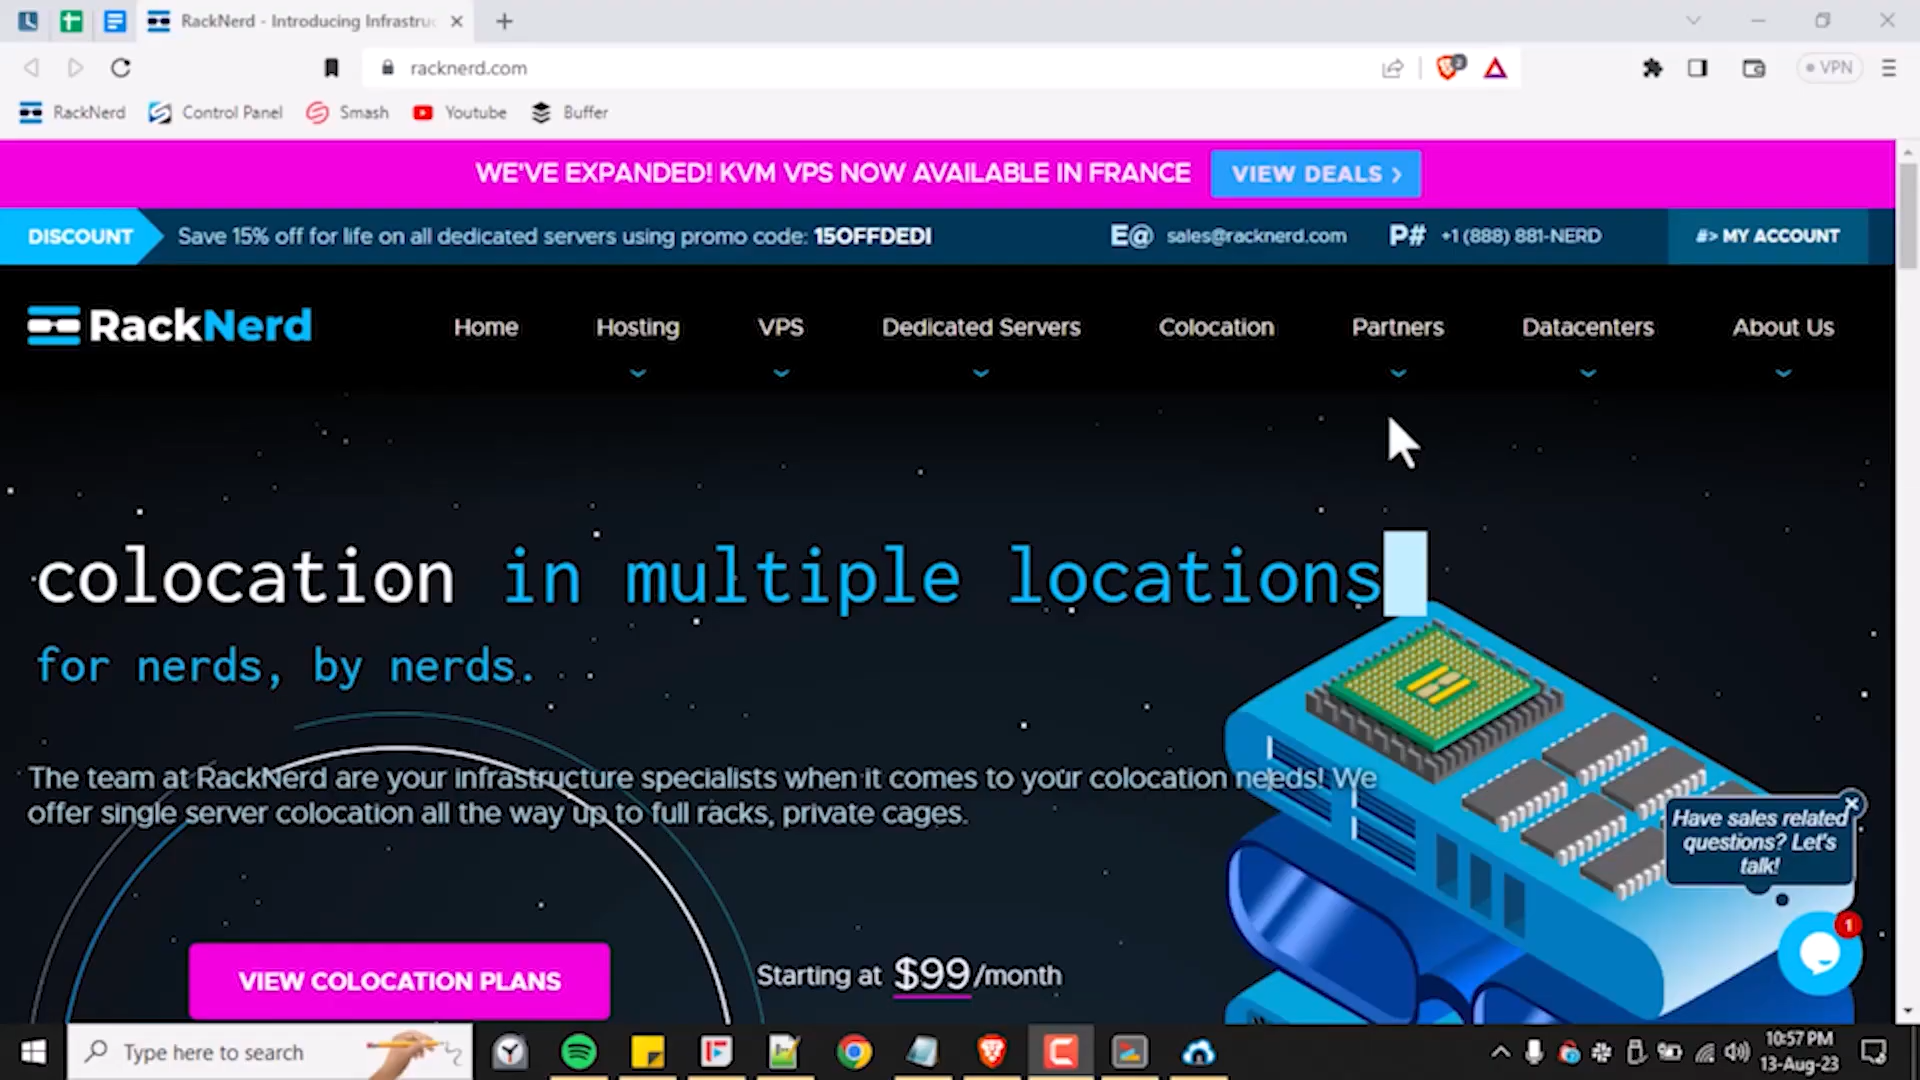 RackNerd - Introducing Infrastruc
racknerd.com
2
VPN
RackNerd
Control Panel
Smash
Youtube
Buffer
WE'VE EXPANDED! KVM VPS NOW AVAILABLE IN FRANCE
VIEW DEALS >
DISCOUNT
Save 15% off for life on all dedicated servers using promo code: 15OFFDEDI
E@ sales@racknerd.com
P# +1 (888) 881-NERD
#> MY ACCOUNT
RackNerd
Home
Hosting
VPS
Dedicated Servers
Colocation
Partners
Datacenters
About Us
colocation in multiple locations
for nerds, by nerds.
The team at RackNerd are your infrastructure specialists when it comes to your colocation needs! We
offer single server colocation all the way up to full racks, private cages.
Have sales related
questions? Let's
talk!
1
VIEW COLOCATION PLANS
Starting at $99/month
Type here to search
10:57 PM
13-Aug-23